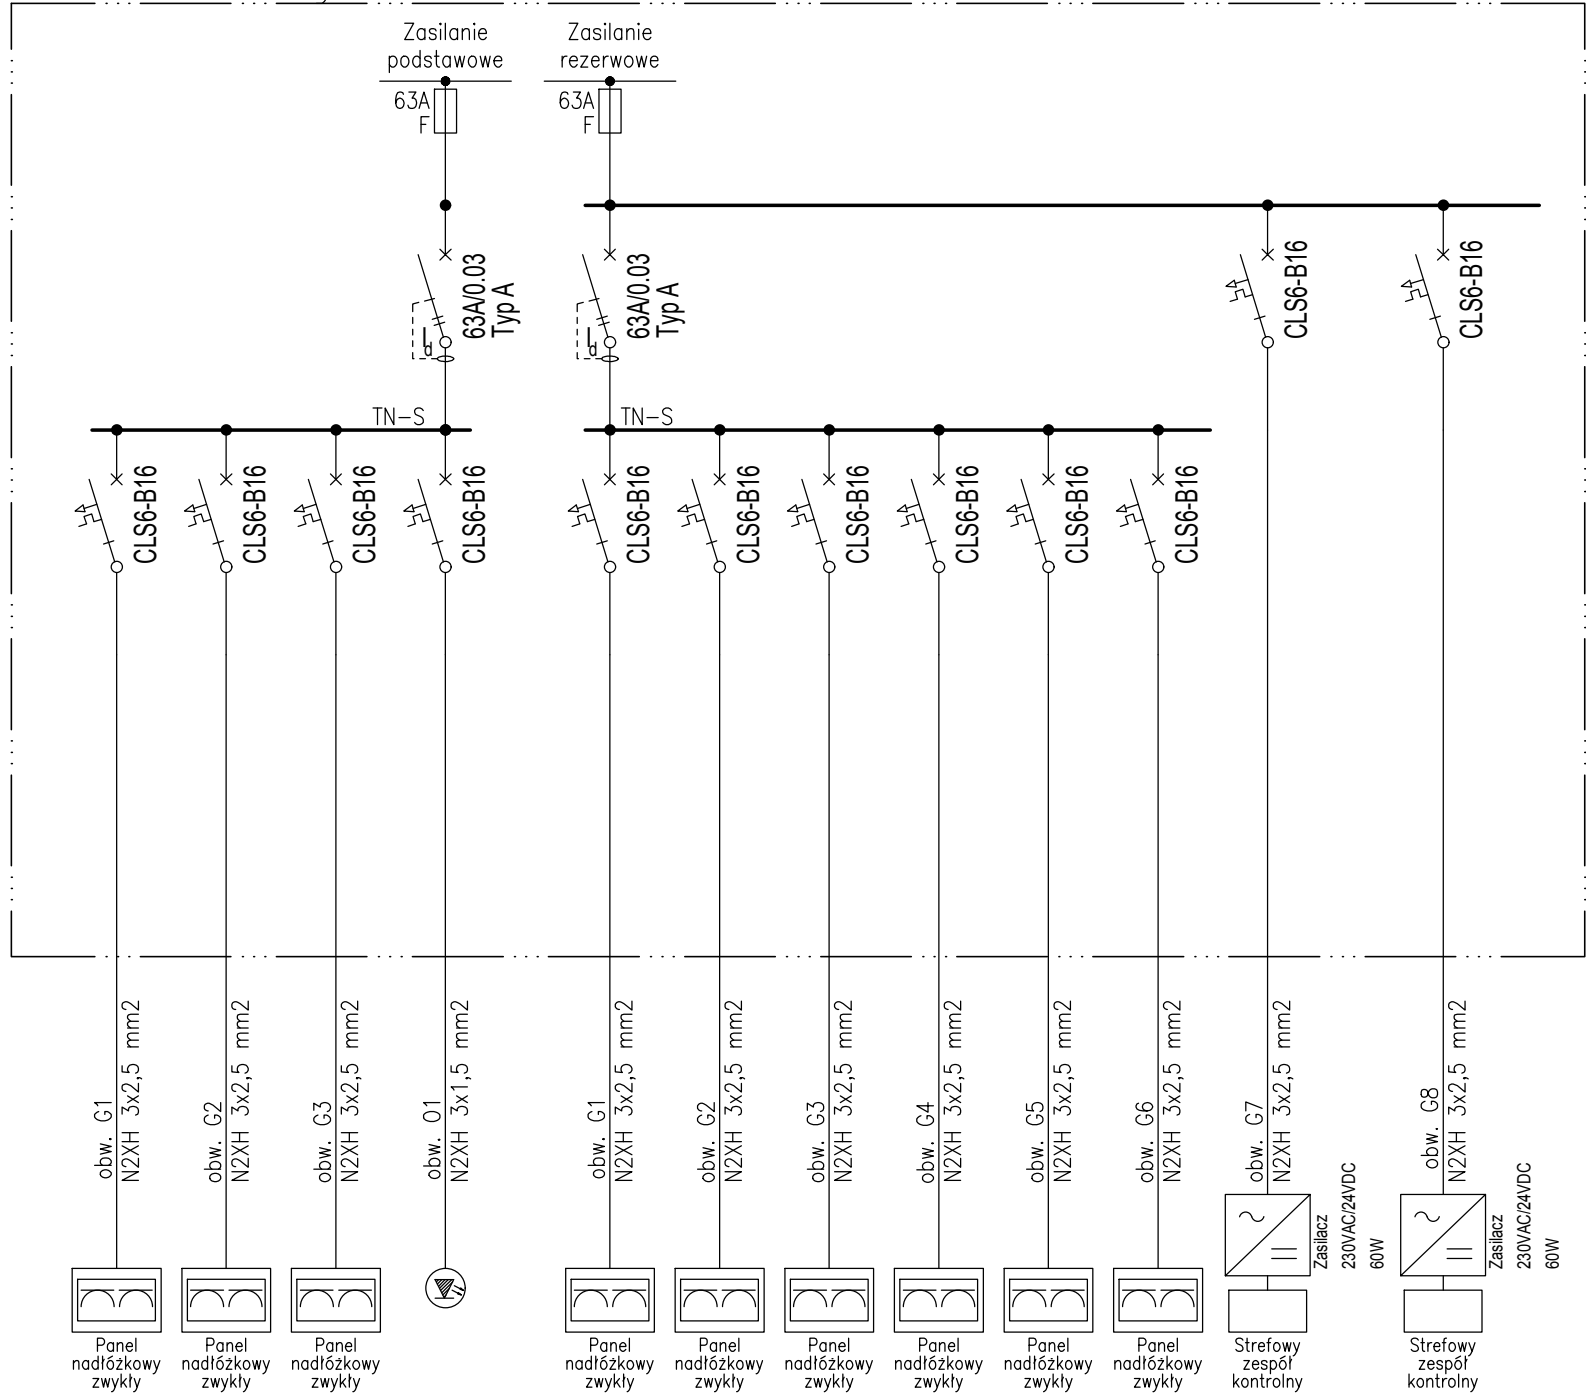 Zasilanie
podstawowe
Zasilanie
rezerwowe
63A
F
63A
F
63A/0.03
Typ A
Id
63A/0.03
Typ A
Id
CLS6-B16
CLS6-B16
TN-S
TN-S
CLS6-B16
CLS6-B16
CLS6-B16
CLS6-B16
CLS6-B16
CLS6-B16
CLS6-B16
CLS6-B16
CLS6-B16
CLS6-B16
obw. G1
N2XH 3x2,5 mm2
obw. G2
N2XH 3x2,5 mm2
obw. G3
N2XH 3x2,5 mm2
obw. O1
N2XH 3x1,5 mm2
obw. G1
N2XH 3x2,5 mm2
obw. G2
N2XH 3x2,5 mm2
obw. G3
N2XH 3x2,5 mm2
obw. G4
N2XH 3x2,5 mm2
obw. G5
N2XH 3x2,5 mm2
obw. G6
N2XH 3x2,5 mm2
obw. G7
N2XH 3x2,5 mm2
obw. G8
N2XH 3x2,5 mm2
Zasilacz
230VAC/24VDC
60W
Zasilacz
230VAC/24VDC
60W
Panel
nadłóżkowy
zwykły
Panel
nadłóżkowy
zwykły
Panel
nadłóżkowy
zwykły
Panel
nadłóżkowy
zwykły
Panel
nadłóżkowy
zwykły
Panel
nadłóżkowy
zwykły
Panel
nadłóżkowy
zwykły
Panel
nadłóżkowy
zwykły
Panel
nadłóżkowy
zwykły
Strefowy
zespół
kontrolny
Strefowy
zespół
kontrolny